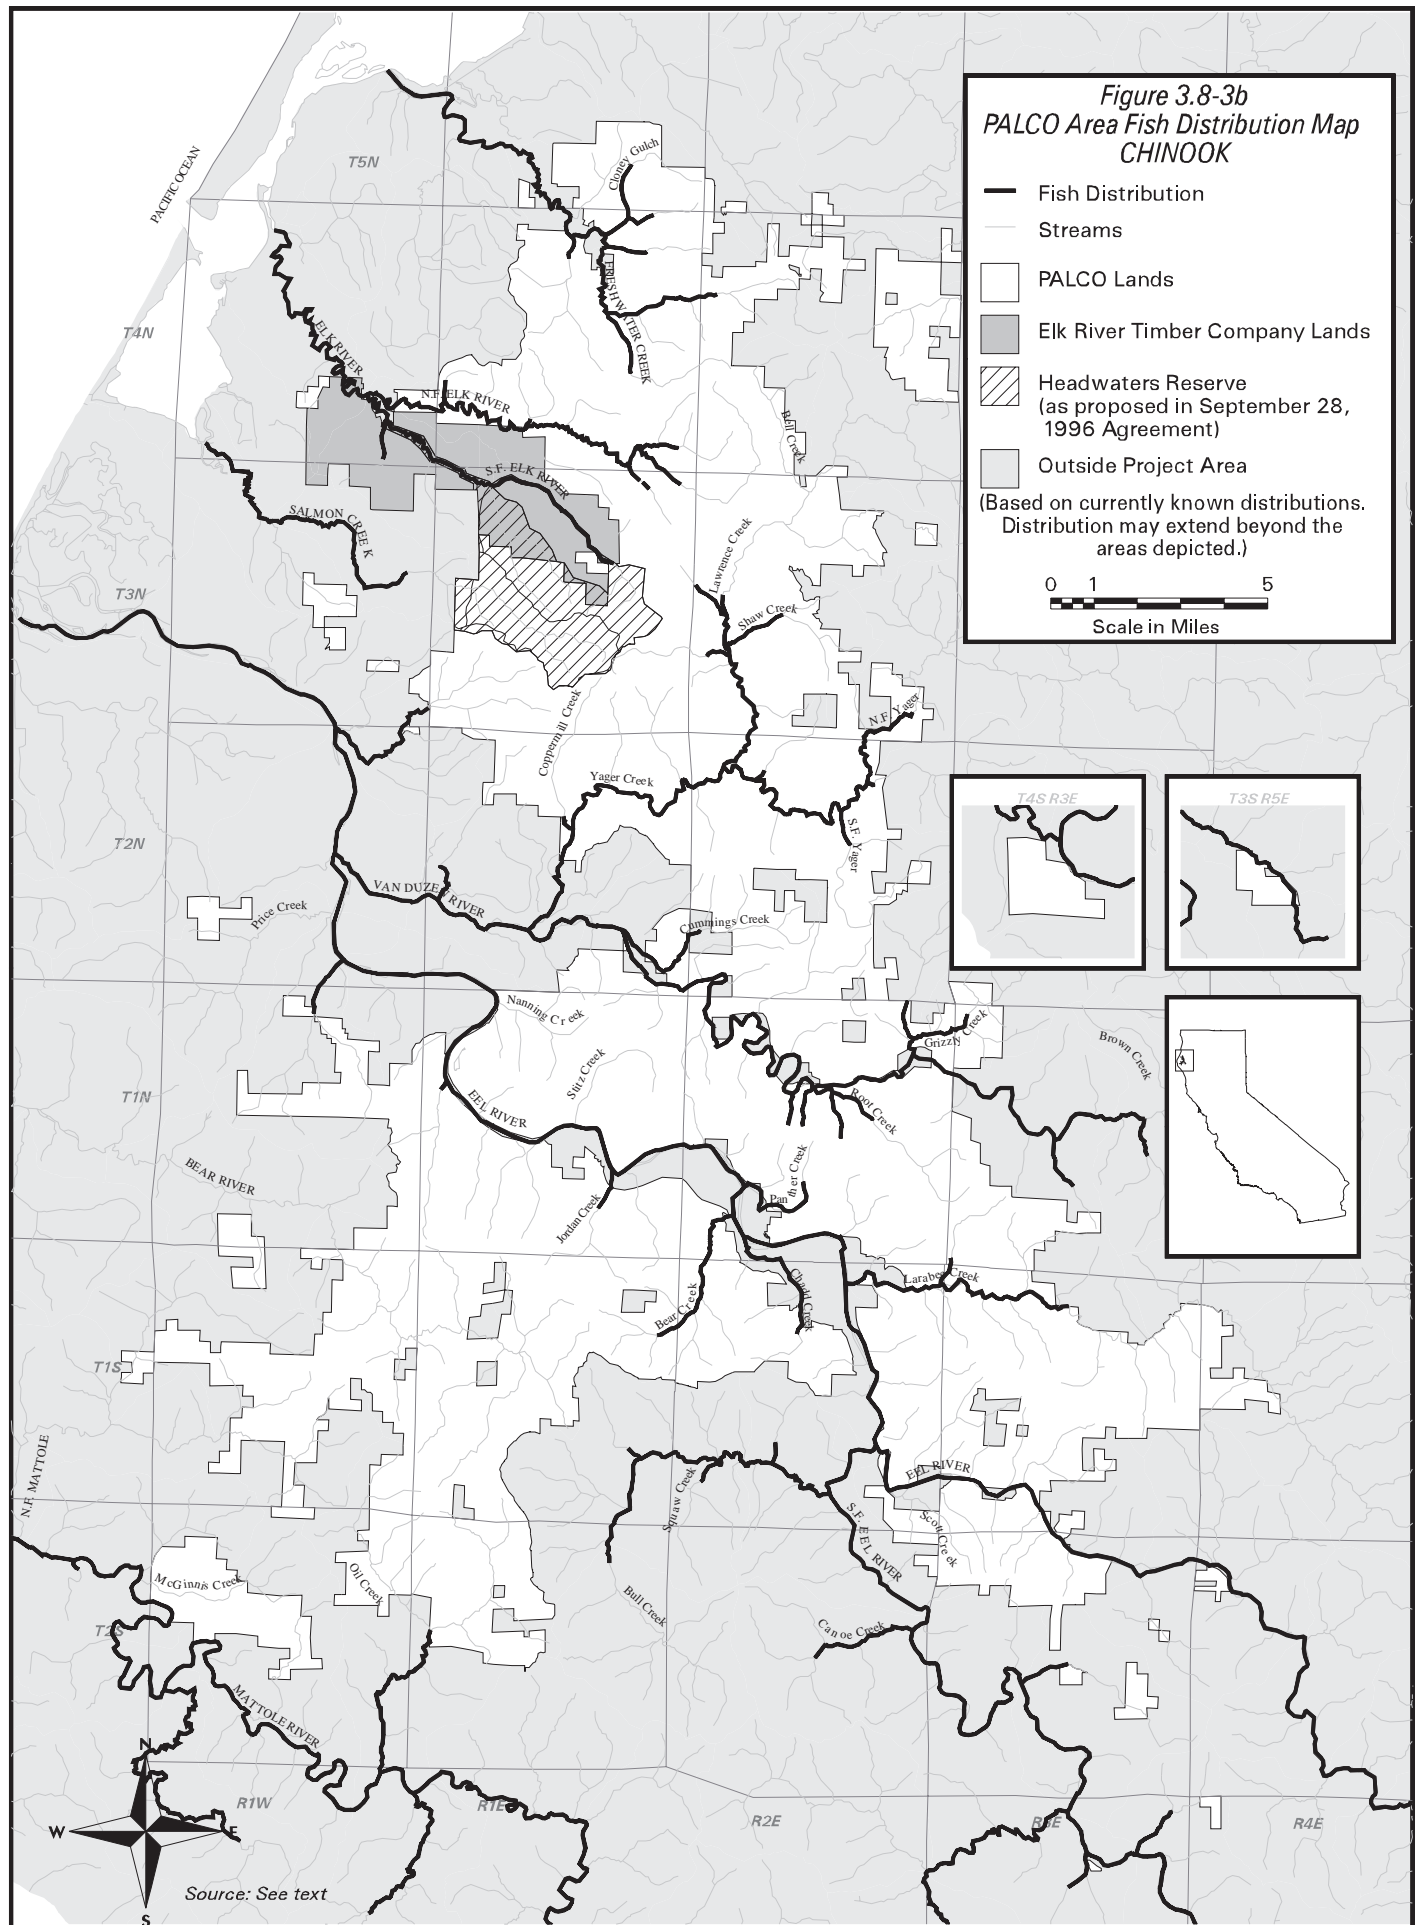 Figure 3.8-3b
PALCO Area Fish Distribution Map
CHINOOK
Fish Distribution
Streams
PALCO Lands
Elk River Timber Company Lands
Headwaters Reserve
(as proposed in September 28,
1996 Agreement)
Outside Project Area
(Based on currently known distributions.
Distribution may extend beyond the
areas depicted.)
0 1 5
Scale in Miles
PACIFIC OCEAN
T5N
Cloney Gulch
FRESHWATER CREEK
T4N
ELK RIVER
N.F. ELK RIVER
Bell Creek
S.F. ELK RIVER
SALMON CREEK
Lawrence Creek
T3N
Shaw Creek
Coppermill Creek
N.F. Yager
Yager Creek
S.F. Yager
T4S R3E
T3S R5E
T2N
VAN DUZEN RIVER
Price Creek
Cummings Creek
Nanning Creek
Grizzly Creek
Brown Creek
Stitz Creek
T1N
EEL RIVER
Root Creek
BEAR RIVER
Panther Creek
Jordan Creek
Larabee Creek
Chadd Creek
Bear Creek
T1S
N.F. MATTOLE
EEL RIVER
Squaw Creek
S.F. EEL RIVER
Scott Creek
McGinnis Creek
Oil Creek
Bull Creek
Canoe Creek
T2S
MATTOLE RIVER
N
W
E
S
R1W
R1E
R2E
R3E
R4E
Source: See text